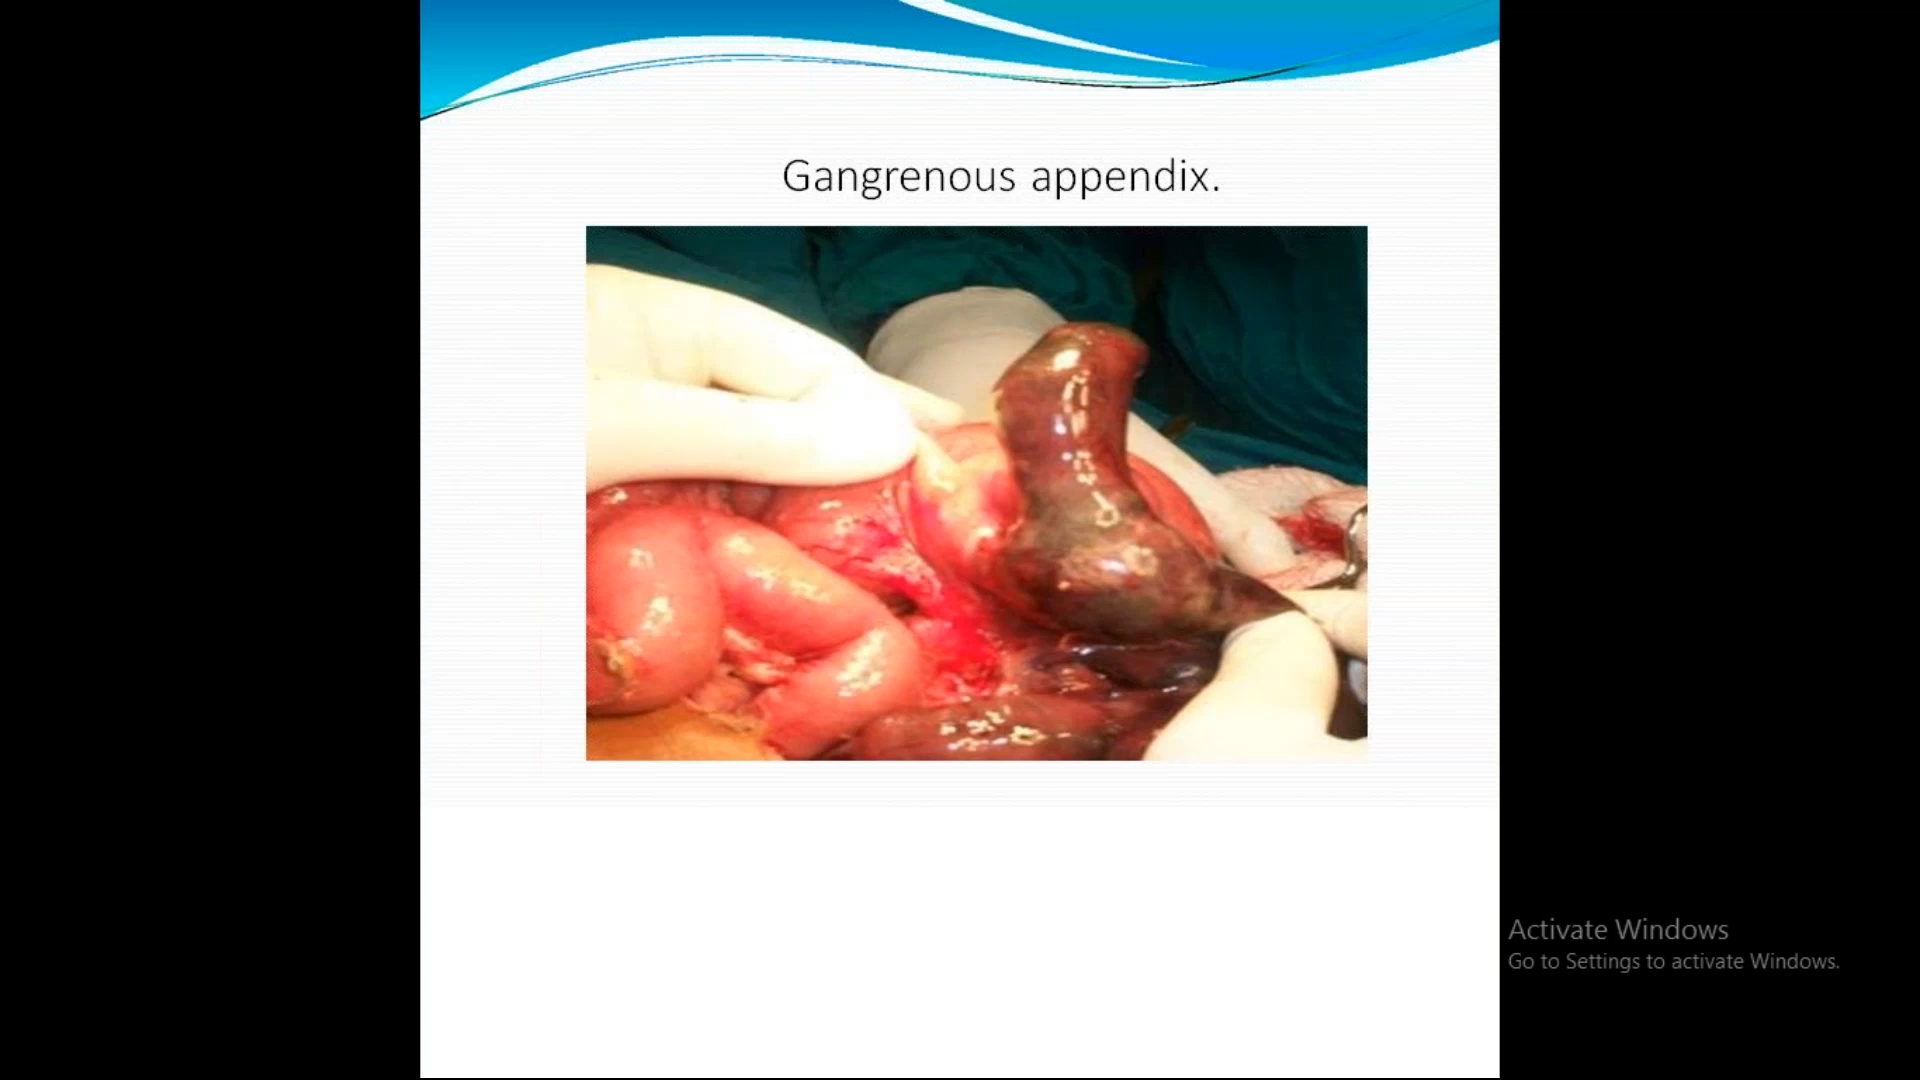 Gangrenous appendix.
Activate Windows
Go to Settings to activate Windows.